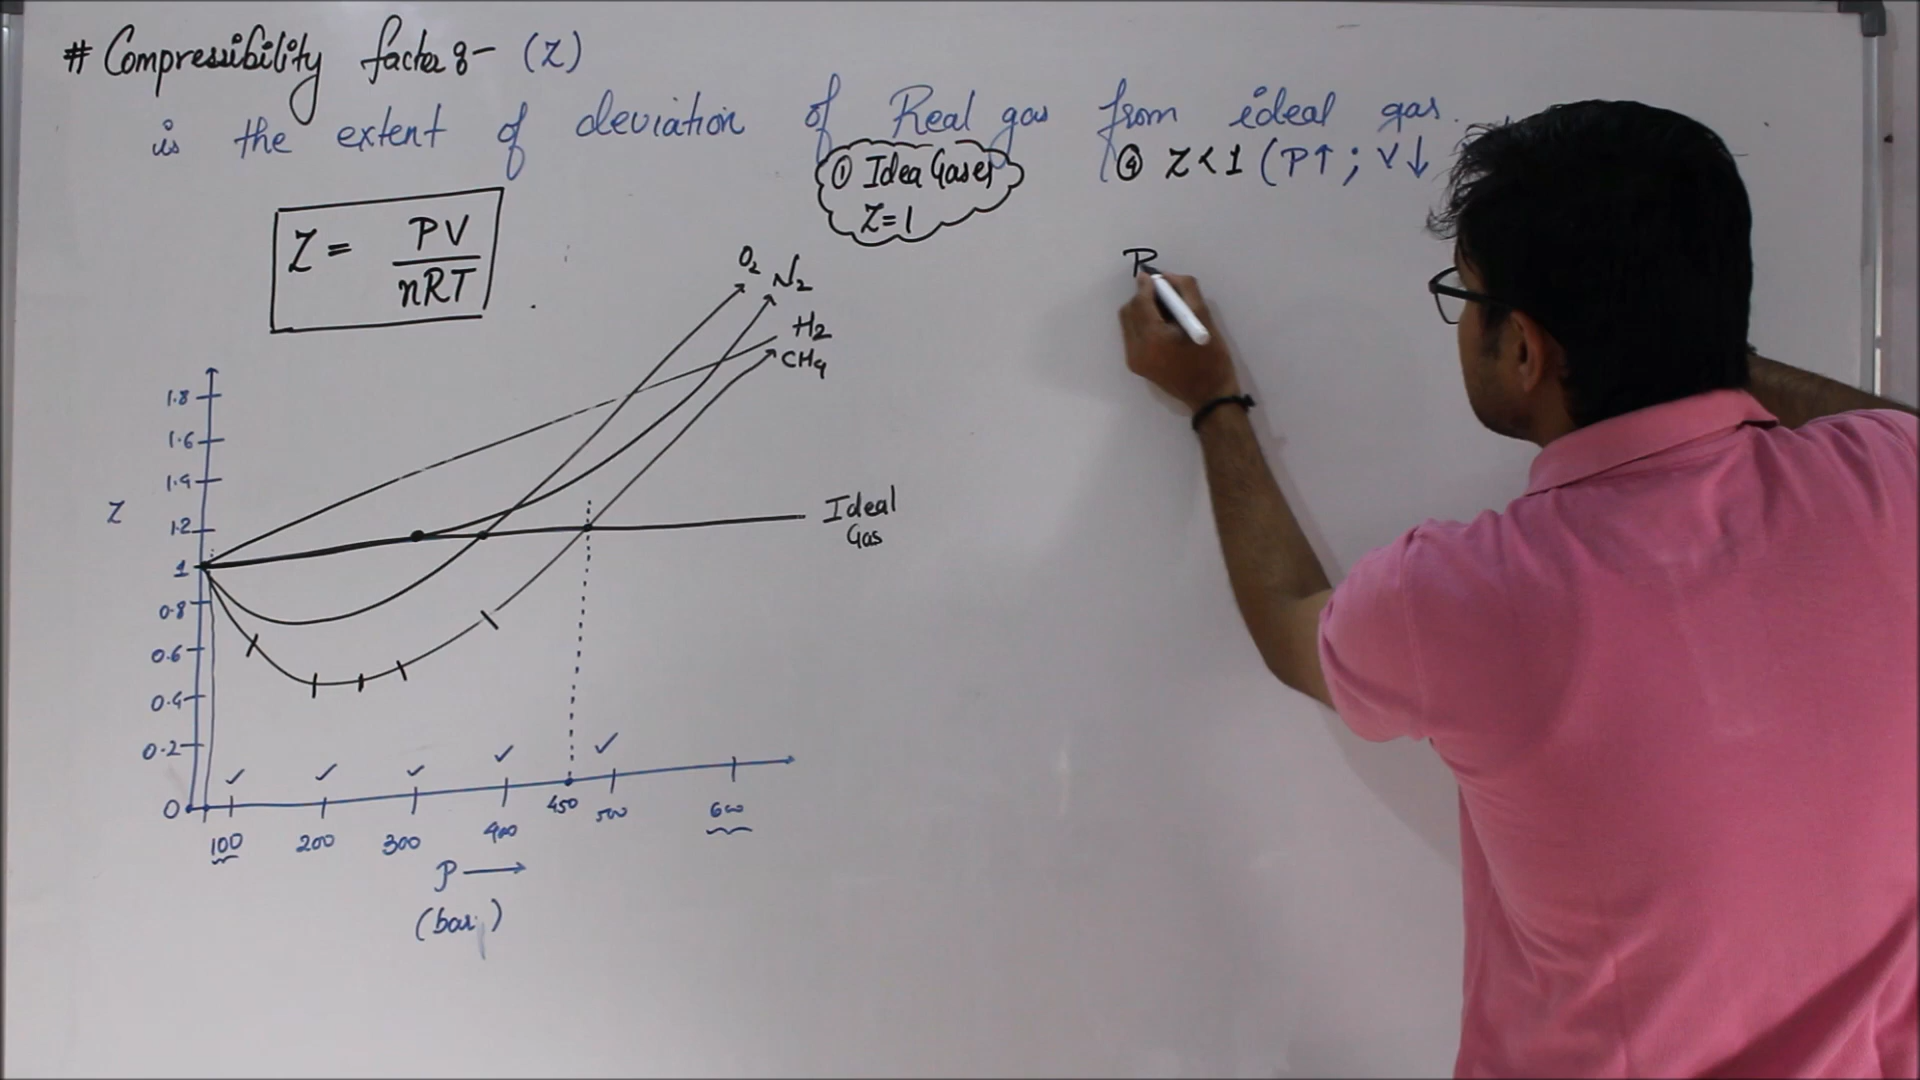 # Compressibility factor :- (Z)
is the extent of deviation of Real gas from ideal gas.
① Idea Gases
Z=1
④ Z<1 (P↑ ; V↓
Z = PV/nRT
P
O₂
N₂
H₂
CH₄
1.8
1.6
1.4
1.2
1
0.8
0.6
0.4
0.2
0
Z
Ideal
Gas
100 200 300 400 450 500 600
P →
(bar)